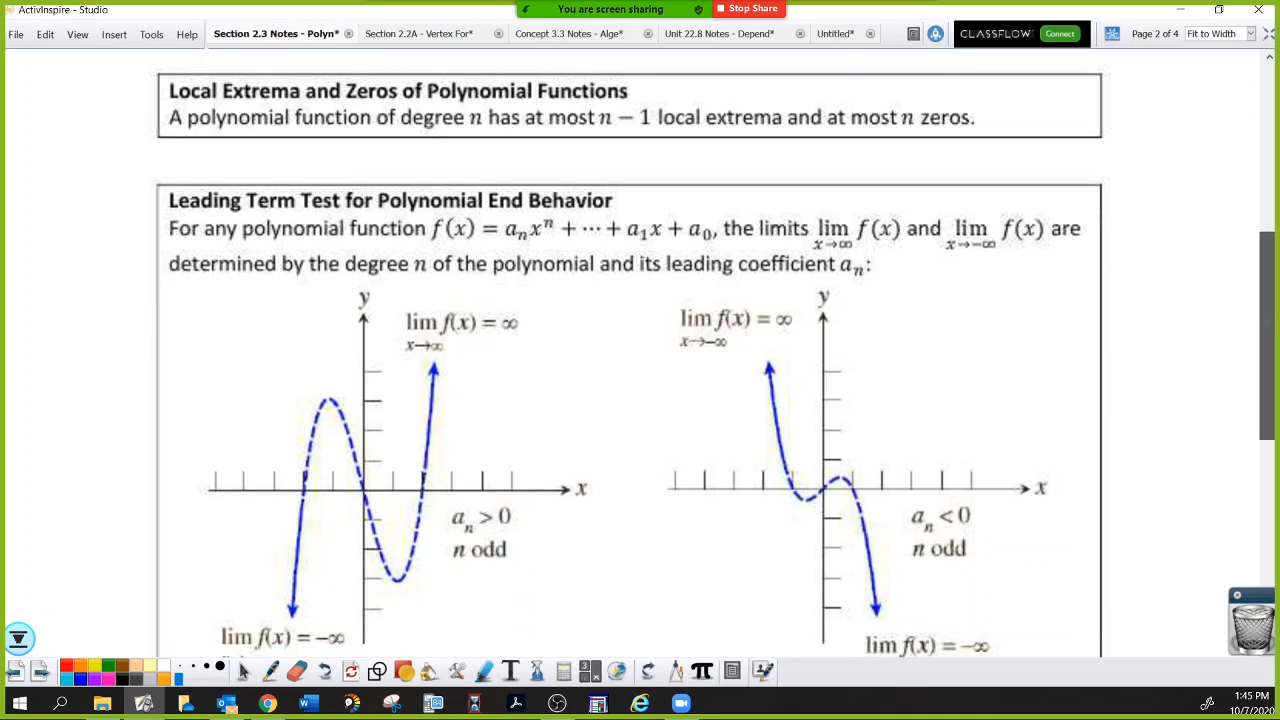 ActivInspire - Studio
You are screen sharing
Stop Share
File Edit View Insert Tools Help
Section 2.3 Notes - Polyn*
Section 2.2A - Vertex For*
Concept 3.3 Notes - Alge*
Unit 22.8 Notes - Depend*
Untitled*
CLASSFLOW
Connect
Page 2 of 4
Fit to Width
Local Extrema and Zeros of Polynomial Functions
A polynomial function of degree n has at most n − 1 local extrema and at most n zeros.
Leading Term Test for Polynomial End Behavior
For any polynomial function f(x) = aₙxⁿ + ⋯ + a₁x + a₀, the limits lim x→∞ f(x) and lim x→−∞ f(x) are
determined by the degree n of the polynomial and its leading coefficient aₙ:
y
lim f(x) = ∞
x→∞
x
aₙ > 0
n odd
lim f(x) = −∞
y
lim f(x) = ∞
x→−∞
x
aₙ < 0
n odd
lim f(x) = −∞
1:45 PM
10/7/2020